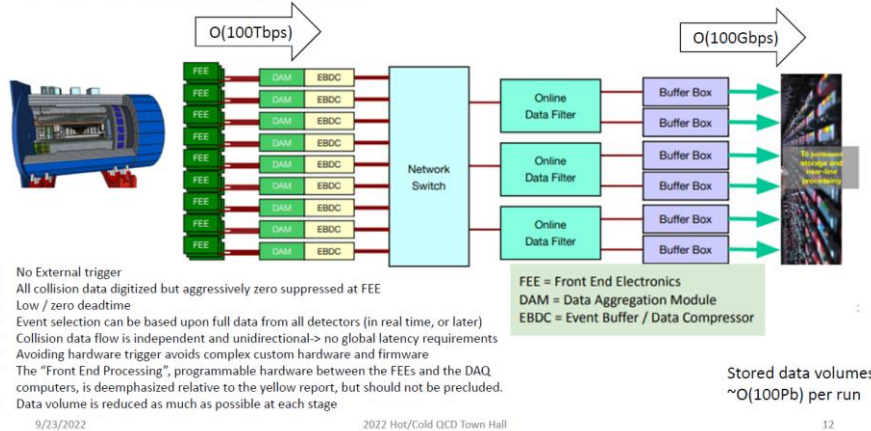 O(100Tbps)
O(100Gbps)
FEE DAM EBDC
FEE DAM EBDC
FEE DAM EBDC
FEE DAM EBDC
FEE DAM EBDC
FEE DAM EBDC
FEE DAM EBDC
FEE DAM EBDC
FEE DAM EBDC
Network
Switch
Online
Data Filter
Online
Data Filter
Online
Data Filter
Buffer Box
Buffer Box
Buffer Box
Buffer Box
Buffer Box
Buffer Box
To permanent
storage and
near-line
processing
No External trigger
All collision data digitized but aggressively zero suppressed at FEE
Low / zero deadtime
Event selection can be based upon full data from all detectors (in real time, or later)
Collision data flow is independent and unidirectional-> no global latency requirements
Avoiding hardware trigger avoids complex custom hardware and firmware
The “Front End Processing”, programmable hardware between the FEEs and the DAQ
computers, is deemphasized relative to the yellow report, but should not be precluded.
Data volume is reduced as much as possible at each stage
FEE = Front End Electronics
DAM = Data Aggregation Module
EBDC = Event Buffer / Data Compressor
Stored data volumes
~O(100Pb) per run
9/23/2022
2022 Hot/Cold QCD Town Hall
12